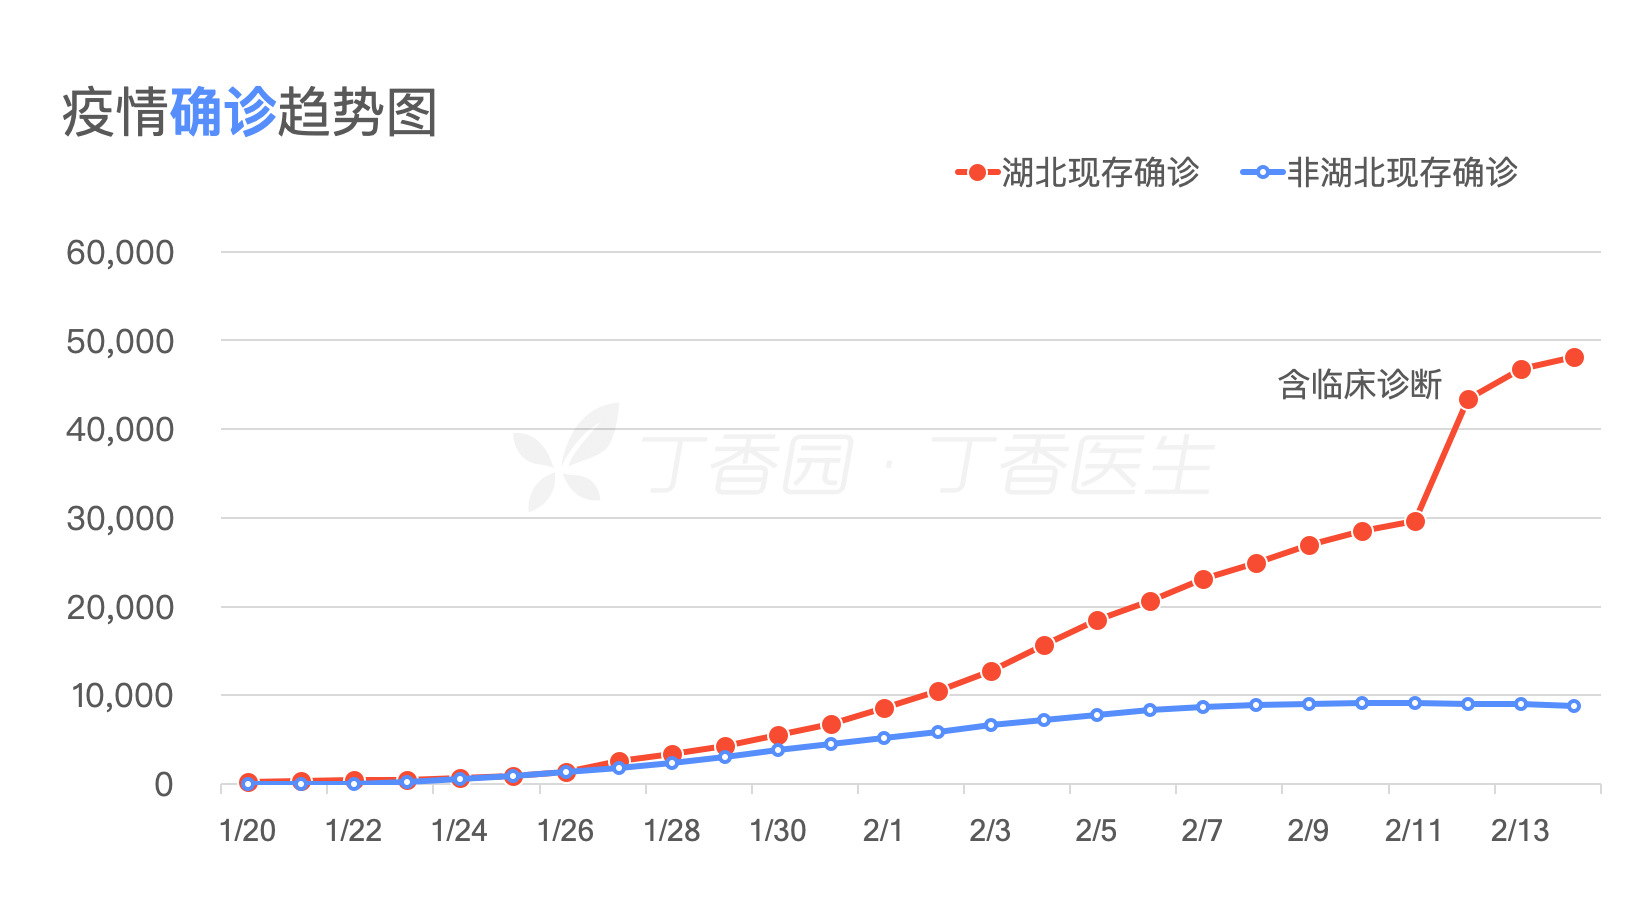 疫情确诊趋势图
湖北现存确诊 非湖北现存确诊
60,000
50,000
含临床诊断
40,000
丁香园 · 丁香医生
30,000
20,000
10,000
0
1/20 1/22 1/24 1/26 1/28 1/30 2/1 2/3 2/5 2/7 2/9 2/11 2/13